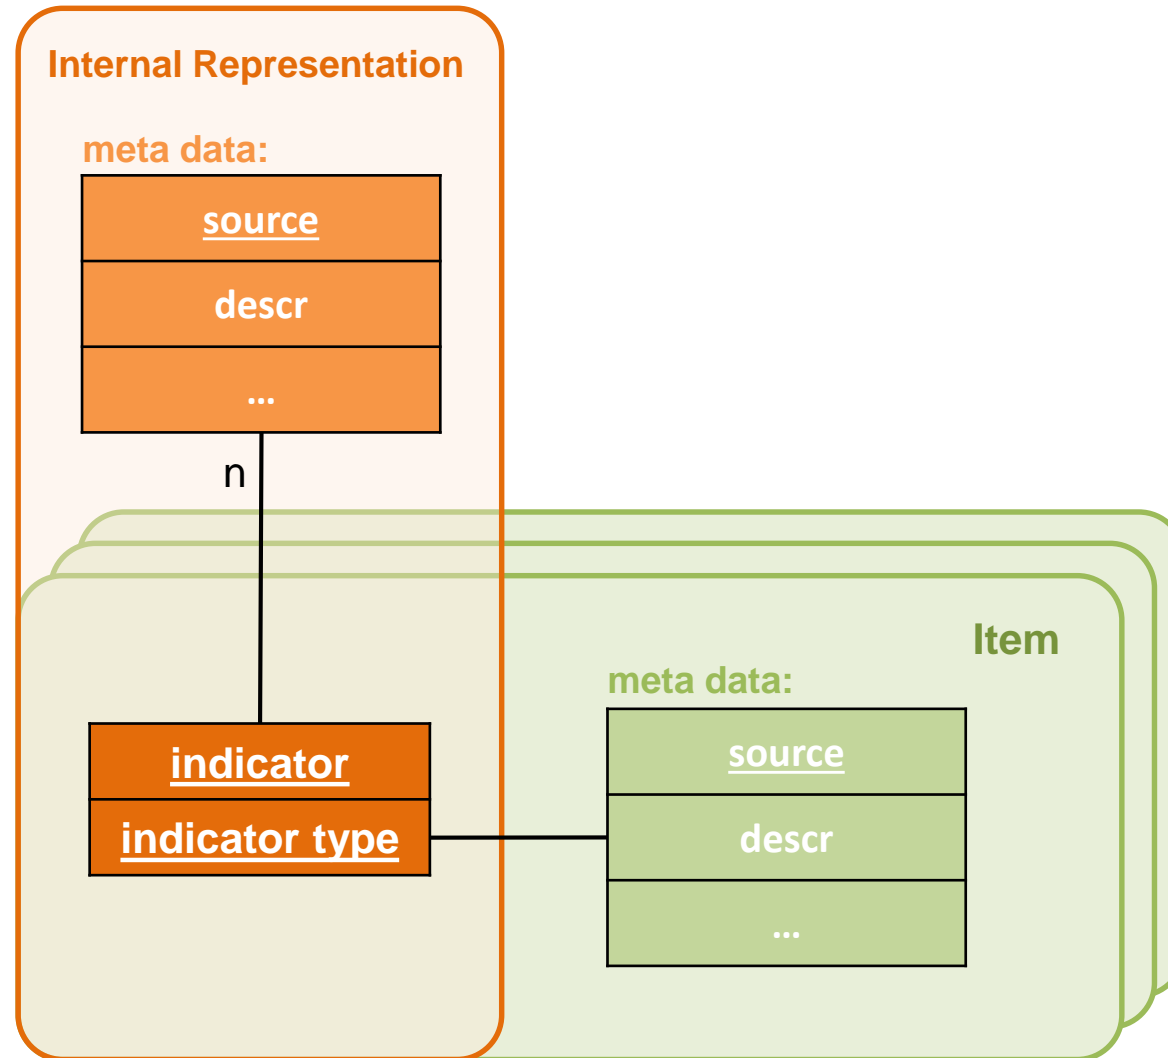 Internal Representation
meta data:
source
descr
...
n
Item
meta data:
indicator
indicator type
source
descr
...